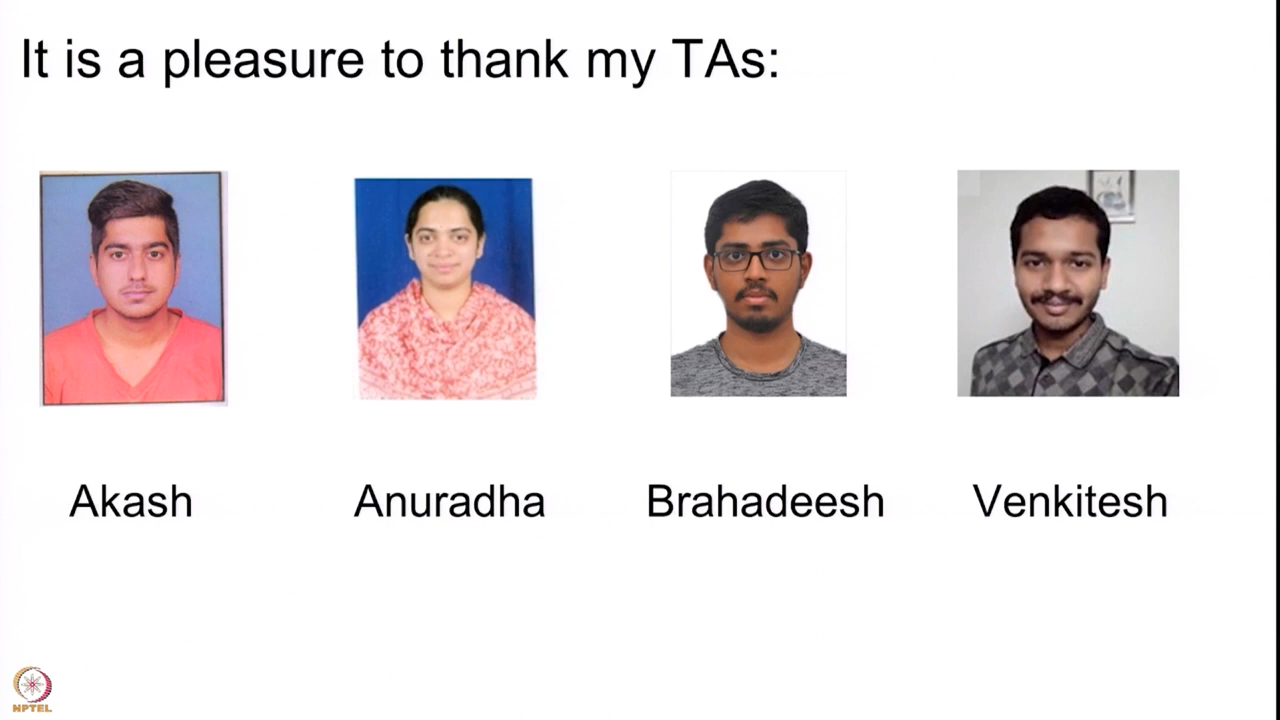 It is a pleasure to thank my TAs:
Akash
Anuradha
Brahadeesh
Venkitesh
NPTEL